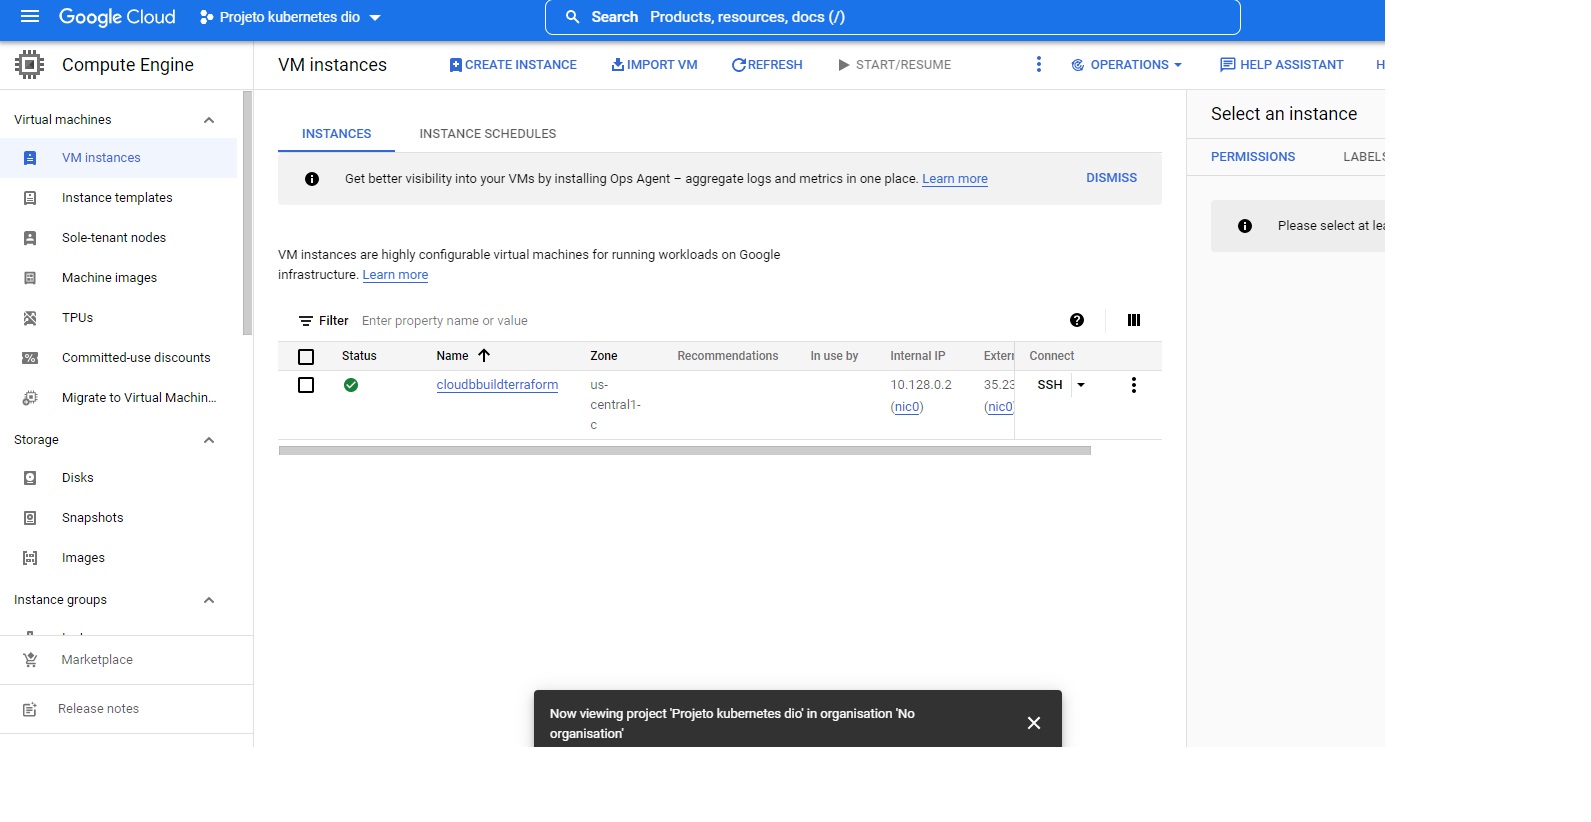 Google Cloud
Projeto kubernetes dio
Search Products, resources, docs (/)
Compute Engine
VM instances
CREATE INSTANCE
IMPORT VM
REFRESH
START/RESUME
OPERATIONS
HELP ASSISTANT
H
Virtual machines
VM instances
Instance templates
Sole-tenant nodes
Machine images
TPUs
Committed-use discounts
Migrate to Virtual Machin...
Storage
Disks
Snapshots
Images
Instance groups
Marketplace
Release notes
INSTANCES
INSTANCE SCHEDULES
Get better visibility into your VMs by installing Ops Agent – aggregate logs and metrics in one place. Learn more
DISMISS
VM instances are highly configurable virtual machines for running workloads on Google
infrastructure. Learn more
Filter Enter property name or value
Status Name Zone Recommendations In use by Internal IP Extern Connect
cloudbbuildterraform us- 10.128.0.2 35.23 SSH
central1- (nic0) (nic0)
c
Select an instance
PERMISSIONS
LABELS
Please select at lea
Now viewing project 'Projeto kubernetes dio' in organisation 'No
organisation'